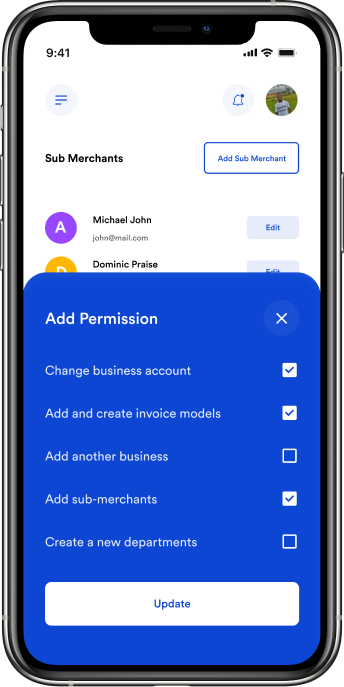 9:41
Sub Merchants
Add Sub Merchant
A
Michael John
Edit
john@mail.com
D
Dominic Praise
Edit
Add Permission
Change business account
Add and create invoice models
Add another business
Add sub-merchants
Create a new departments
Update